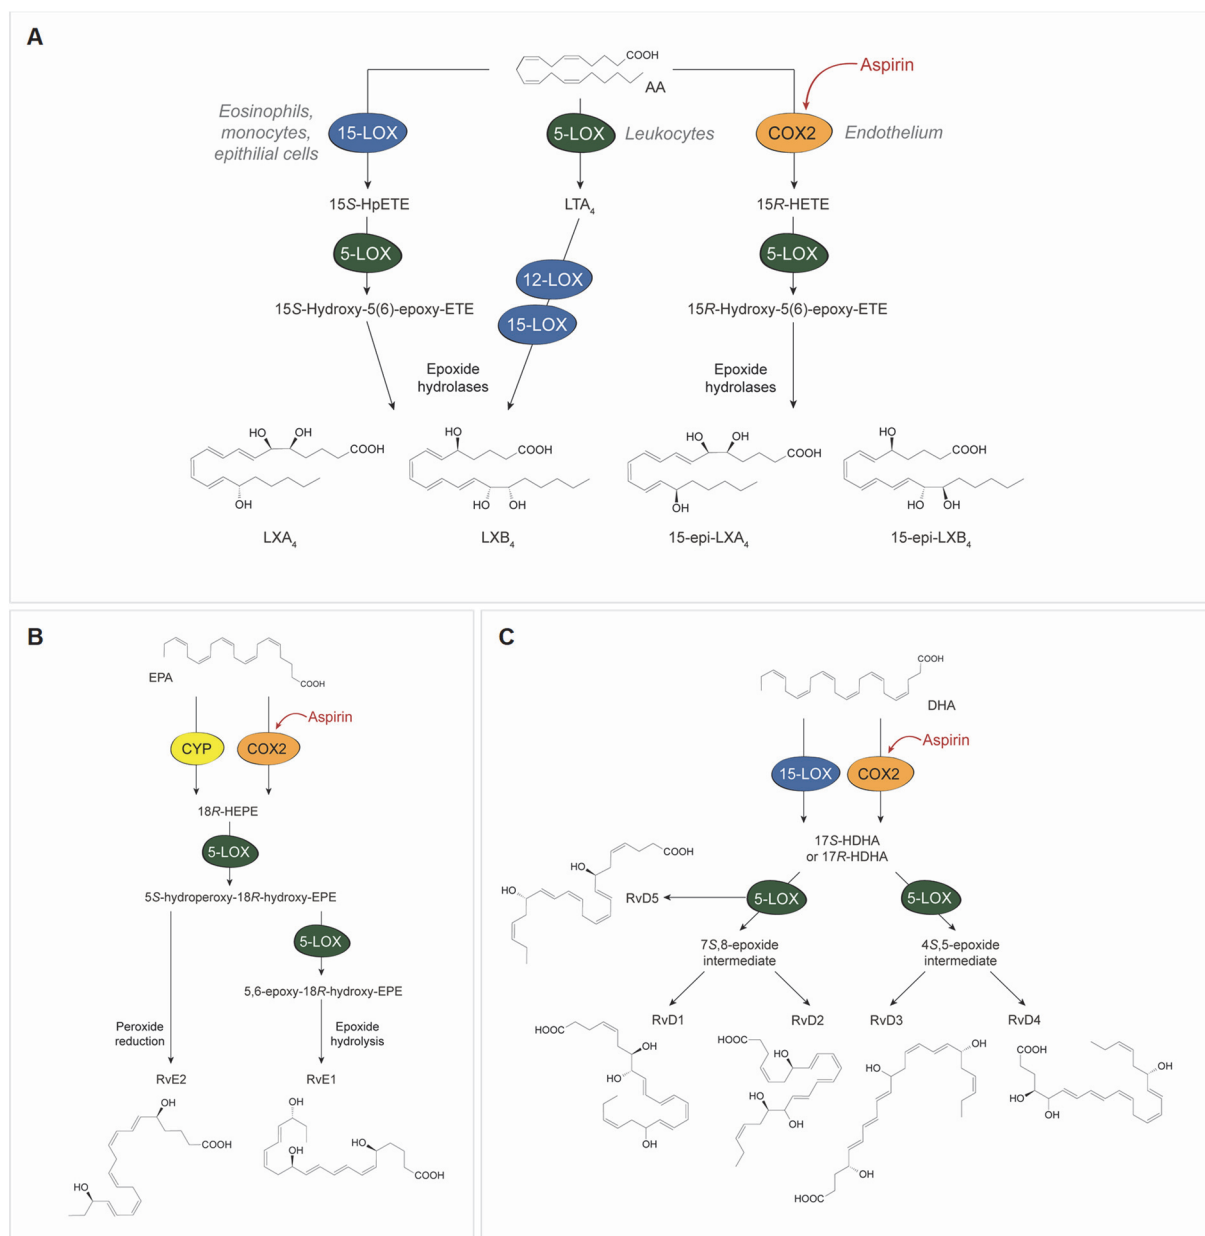 A
COOH
AA
Aspirin
Eosinophils,
monocytes,
epithilial cells
15-LOX
5-LOX
Leukocytes
COX2
Endothelium
15S-HpETE
LTA4
15R-HETE
5-LOX
12-LOX
5-LOX
15S-Hydroxy-5(6)-epoxy-ETE
15-LOX
15R-Hydroxy-5(6)-epoxy-ETE
Epoxide
hydrolases
Epoxide
hydrolases
HO OH
COOH
OH
LXA4
HO
COOH
HO OH
LXB4
HO OH
COOH
OH
15-epi-LXA4
HO
COOH
HO OH
15-epi-LXB4
B
EPA
COOH
Aspirin
CYP
COX2
18R-HEPE
5-LOX
5S-hydroperoxy-18R-hydroxy-EPE
5-LOX
5,6-epoxy-18R-hydroxy-EPE
Peroxide
reduction
Epoxide
hydrolysis
RvE2
RvE1
OH
COOH
HO
OH
OH
HO
COOH
C
COOH
DHA
Aspirin
15-LOX
COX2
17S-HDHA
or 17R-HDHA
COOH
HO
HO
RvD5
5-LOX
5-LOX
7S,8-epoxide
intermediate
4S,5-epoxide
intermediate
RvD1
RvD2
RvD3
RvD4
HOOC
OH
HO
OH
HOOC
HO
HO
OH
OH
HO
OH
HOOC
COOH
OH
HO
OH